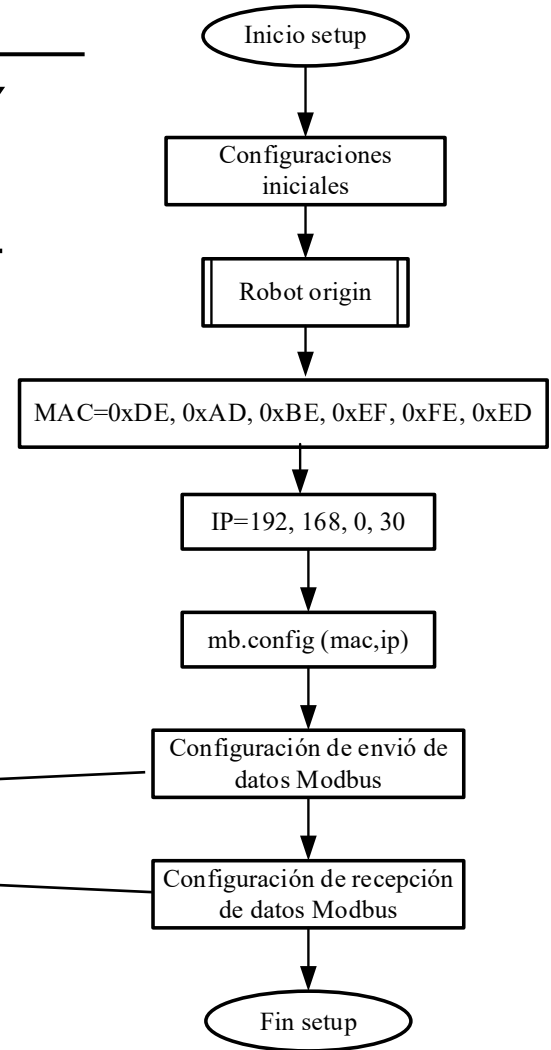 Inicio setup
Configuraciones
iniciales
Robot origin
MAC=0xDE, 0xAD, 0xBE, 0xEF, 0xFE, 0xED
IP=192, 168, 0, 30
mb.config (mac,ip)
Configuración de envió de
datos Modbus
Configuración de recepción
de datos Modbus
Fin setup